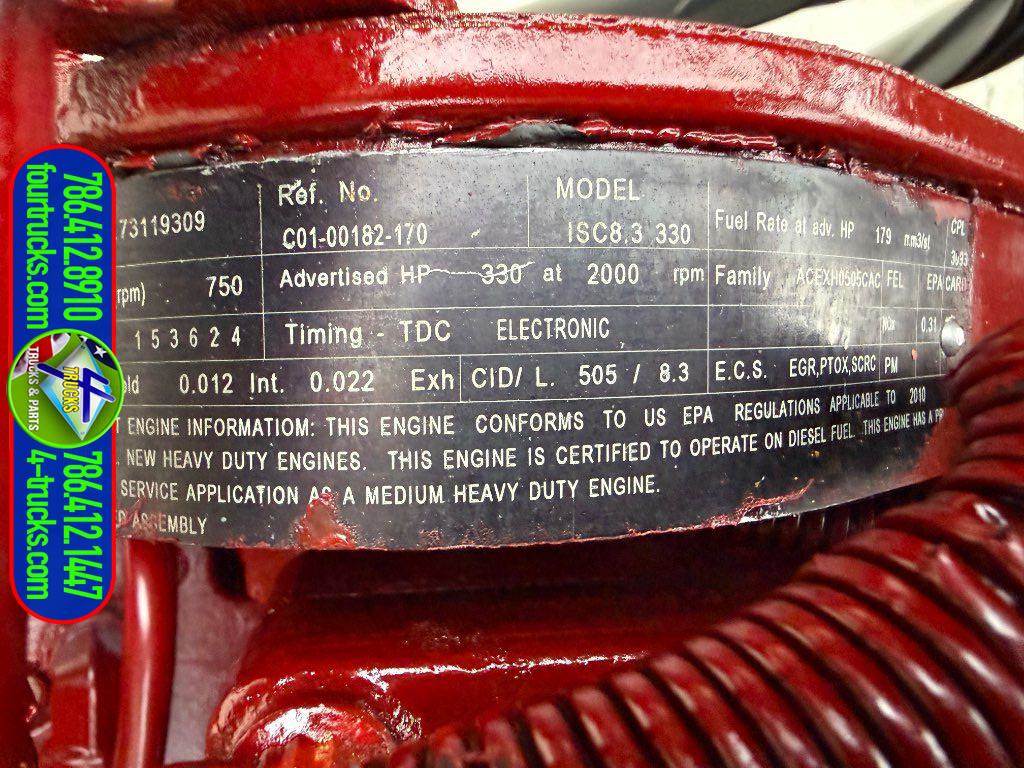 73119309
Ref. No.
C01-00182-170
MODEL
ISC8.3 330
Fuel Rate at adv. HP 179 mm3/st
CPL
rpm) 750
Advertised HP 330 at 2000 rpm
Family ACEXH0505CAC
FEL
EPA/CARB
153624
Timing - TDC ELECTRONIC
NOx 0.31
old 0.012 Int. 0.022 Exh
CID/ L. 505 / 8.3
E.C.S. EGR,PTOX,SCRC
PM
T ENGINE INFORMATIOM: THIS ENGINE CONFORMS TO US EPA REGULATIONS APPLICABLE TO 2010
NEW HEAVY DUTY ENGINES. THIS ENGINE IS CERTIFIED TO OPERATE ON DIESEL FUEL. THIS ENGINE HAS A PR
SERVICE APPLICATION AS A MEDIUM HEAVY DUTY ENGINE.
D ASSEMBLY
786.412.8910
fourtrucks.com
4
TRUCKS
TRUCKS & PARTS
786.412.1447
4-trucks.com